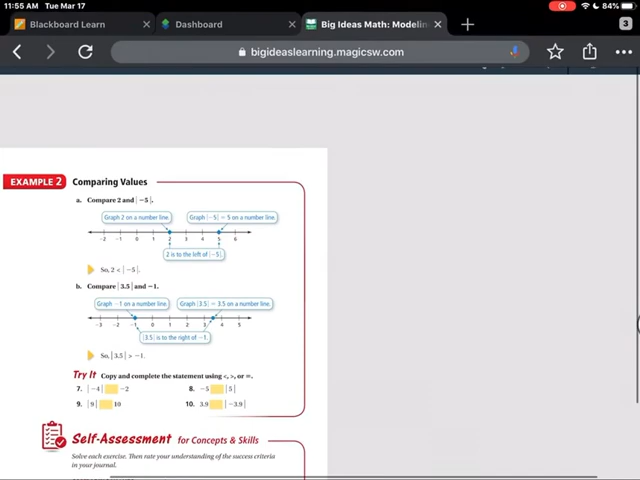 11:55 AM Tue Mar 17
84%
Blackboard Learn
Dashboard
Big Ideas Math: Modelin
3
bigideaslearning.magicsw.com
EXAMPLE 2 Comparing Values
a. Compare 2 and |−5|.
Graph 2 on a number line. Graph |−5| = 5 on a number line.
−2 −1 0 1 2 3 4 5 6
2 is to the left of |−5|.
So, 2 < |−5|.
b. Compare |3.5| and −1.
Graph −1 on a number line. Graph |3.5| = 3.5 on a number line.
−3 −2 −1 0 1 2 3 4 5
|3.5| is to the right of −1.
So, |3.5| > −1.
Try It Copy and complete the statement using <, >, or =.
7. |−4| −2 8. −5 |5|
9. |9| 10 10. 3.9 |−3.9|
Self-Assessment for Concepts & Skills
Solve each exercise. Then rate your understanding of the success criteria
in your journal.